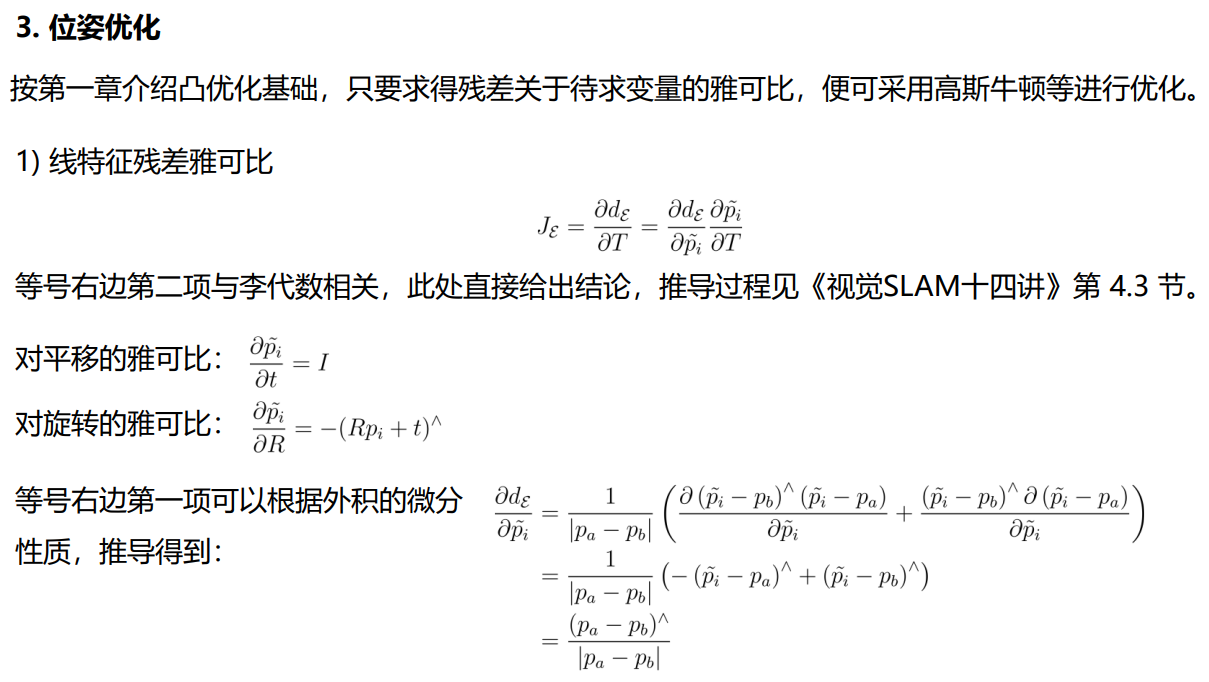 3. 位姿优化
按第一章介绍凸优化基础，只要求得残差关于待求变量的雅可比，便可采用高斯牛顿等进行优化。
1) 线特征残差雅可比
$J_{\mathcal{E}} = \frac{\partial d_{\mathcal{E}}}{\partial T} = \frac{\partial d_{\mathcal{E}}}{\partial \tilde{p}_i} \frac{\partial \tilde{p}_i}{\partial T}$
等号右边第二项与李代数相关，此处直接给出结论，推导过程见《视觉SLAM十四讲》第 4.3 节。
对平移的雅可比： $\frac{\partial \tilde{p}_i}{\partial t} = I$
对旋转的雅可比： $\frac{\partial \tilde{p}_i}{\partial R} = -(Rp_i + t)^\wedge$
等号右边第一项可以根据外积的微分
性质，推导得到：
$\frac{\partial d_{\mathcal{E}}}{\partial \tilde{p}_i} = \frac{1}{|p_a - p_b|} \left( \frac{\partial (\tilde{p}_i - p_b)^\wedge (\tilde{p}_i - p_a)}{\partial \tilde{p}_i} + \frac{(\tilde{p}_i - p_b)^\wedge \partial (\tilde{p}_i - p_a)}{\partial \tilde{p}_i} \right)$
$= \frac{1}{|p_a - p_b|} \left( -(\tilde{p}_i - p_a)^\wedge + (\tilde{p}_i - p_b)^\wedge \right)$
$= \frac{(p_a - p_b)^\wedge}{|p_a - p_b|}$